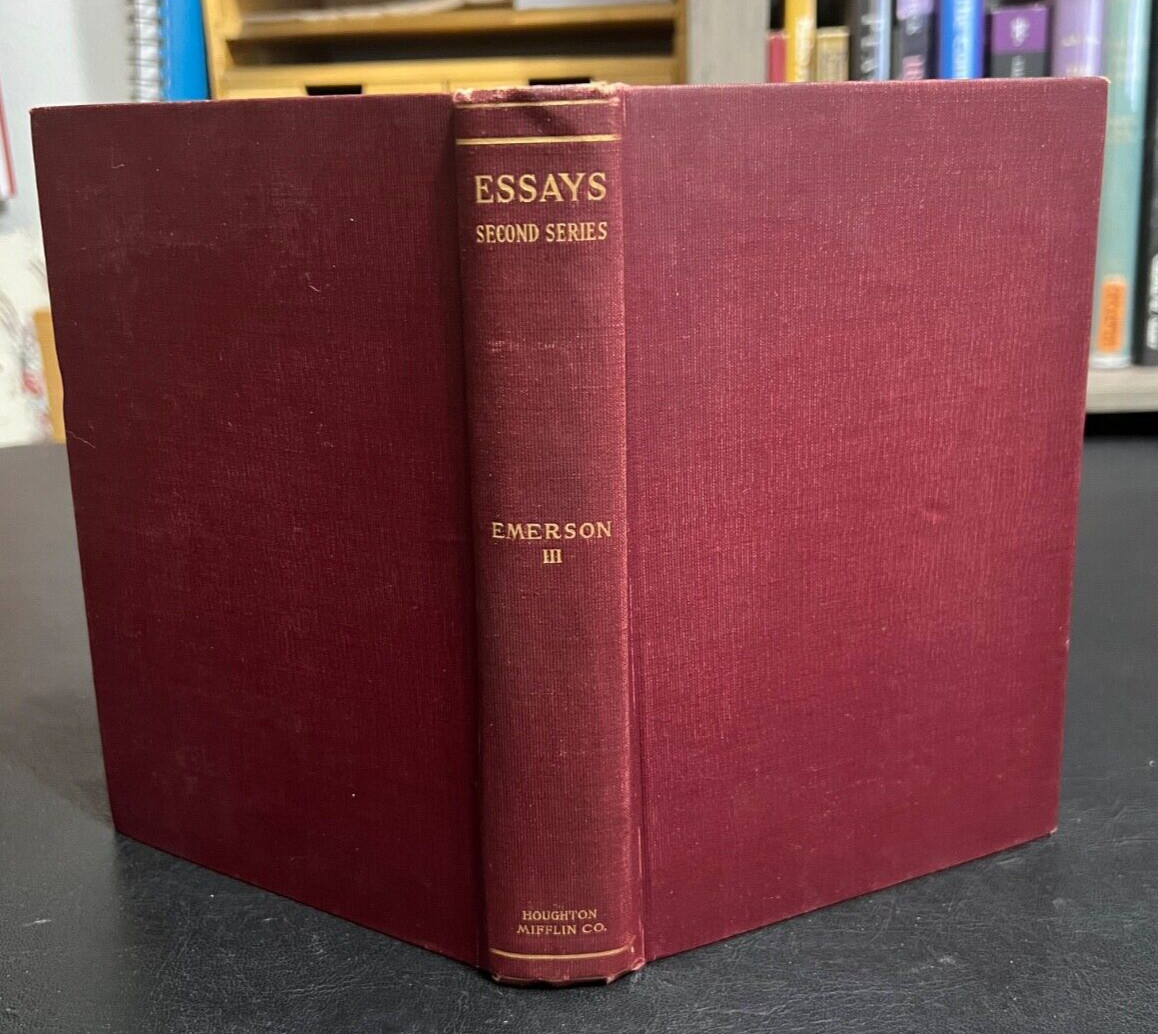 ESSAYS
SECOND SERIES
EMERSON
III
HOUGHTON
MIFFLIN CO.